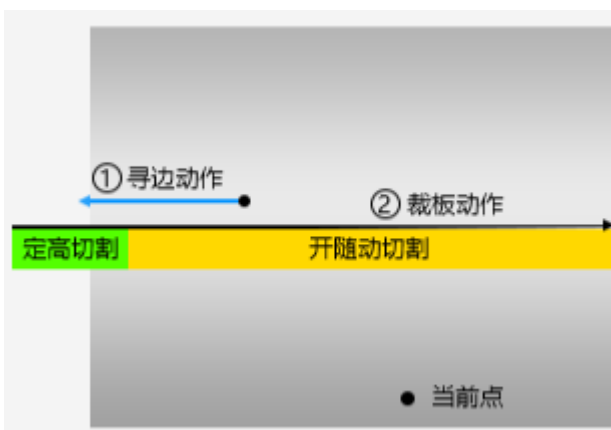 ① 寻边动作
② 裁板动作
定高切割
开随动切割
当前点